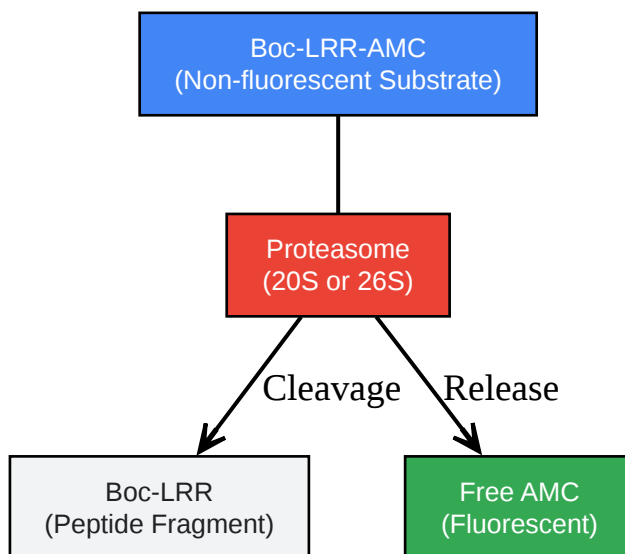 Boc-LRR-AMC
(Non-fluorescent Substrate)
Proteasome
(20S or 26S)
Cleavage
Release
Boc-LRR
(Peptide Fragment)
Free AMC
(Fluorescent)